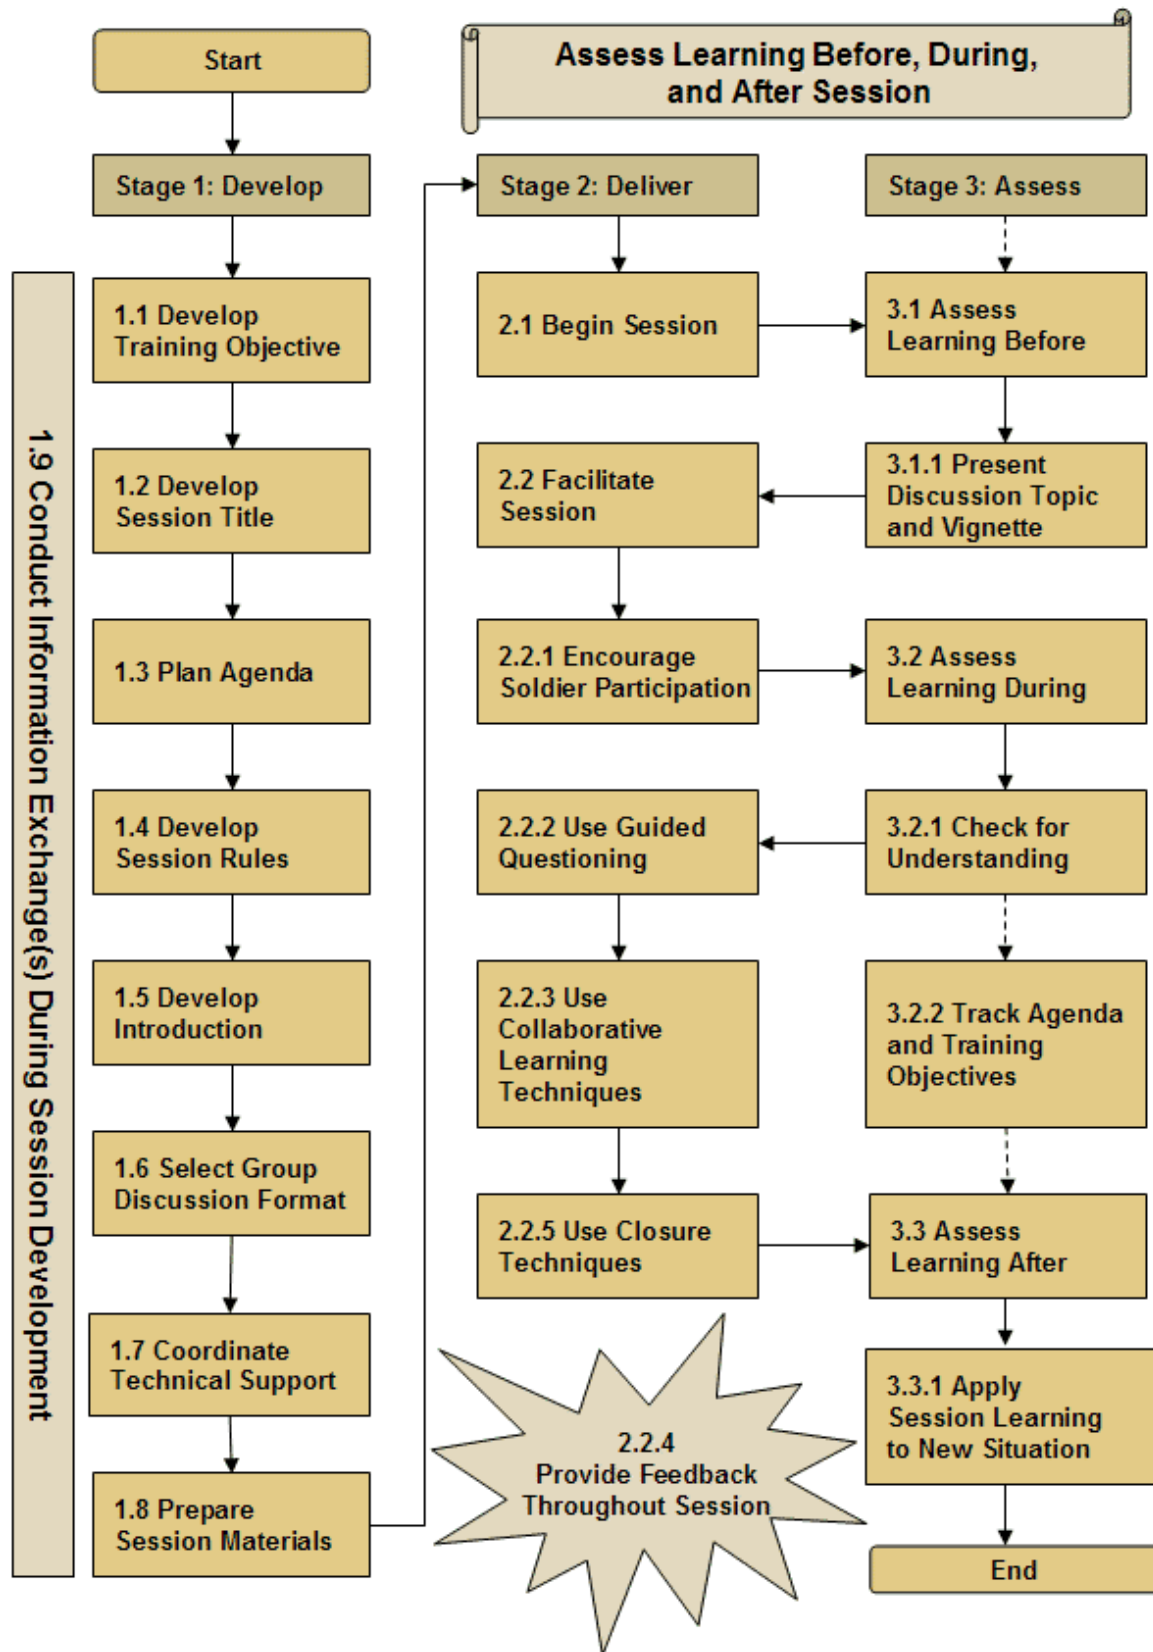 Start
Assess Learning Before, During,
and After Session
Stage 1: Develop
Stage 2: Deliver
Stage 3: Assess
1.9 Conduct Information Exchange(s) During Session Development
1.1 Develop
Training Objective
1.2 Develop
Session Title
1.3 Plan Agenda
1.4 Develop
Session Rules
1.5 Develop
Introduction
1.6 Select Group
Discussion Format
1.7 Coordinate
Technical Support
1.8 Prepare
Session Materials
2.1 Begin Session
3.1 Assess
Learning Before
3.1.1 Present
Discussion Topic
and Vignette
2.2 Facilitate
Session
2.2.1 Encourage
Soldier Participation
3.2 Assess
Learning During
3.2.1 Check for
Understanding
2.2.2 Use Guided
Questioning
2.2.3 Use
Collaborative
Learning
Techniques
3.2.2 Track Agenda
and Training
Objectives
2.2.5 Use Closure
Techniques
3.3 Assess
Learning After
2.2.4
Provide Feedback
Throughout Session
3.3.1 Apply
Session Learning
to New Situation
End